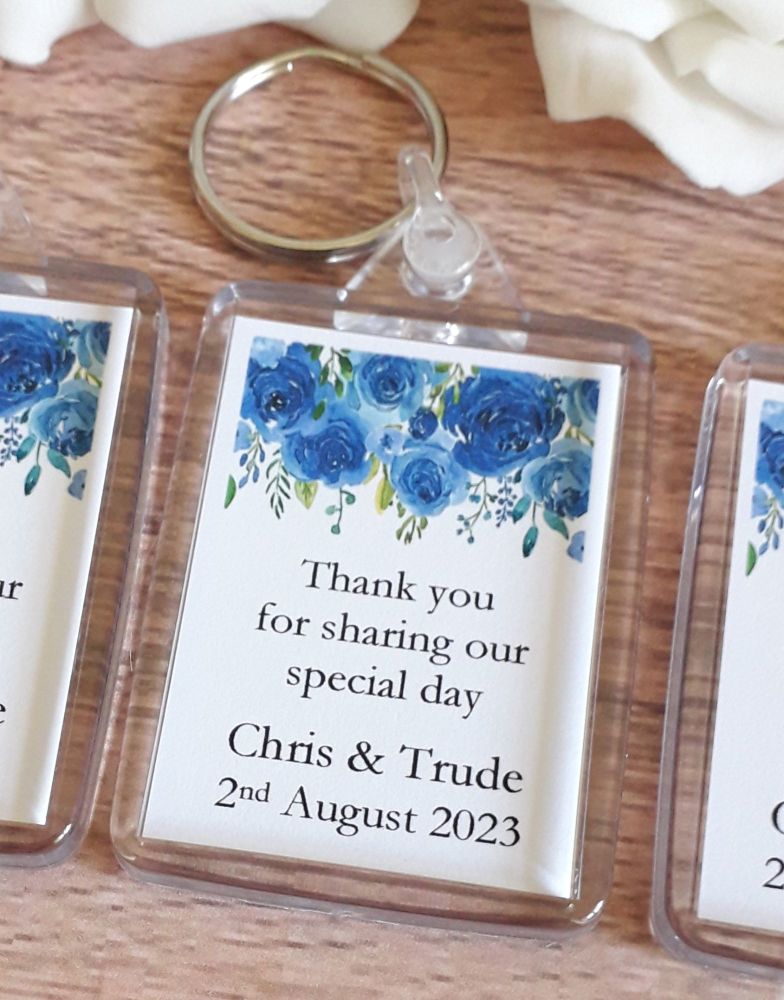 Thank you
for sharing our
special day
Chris & Trude
2nd August 2023